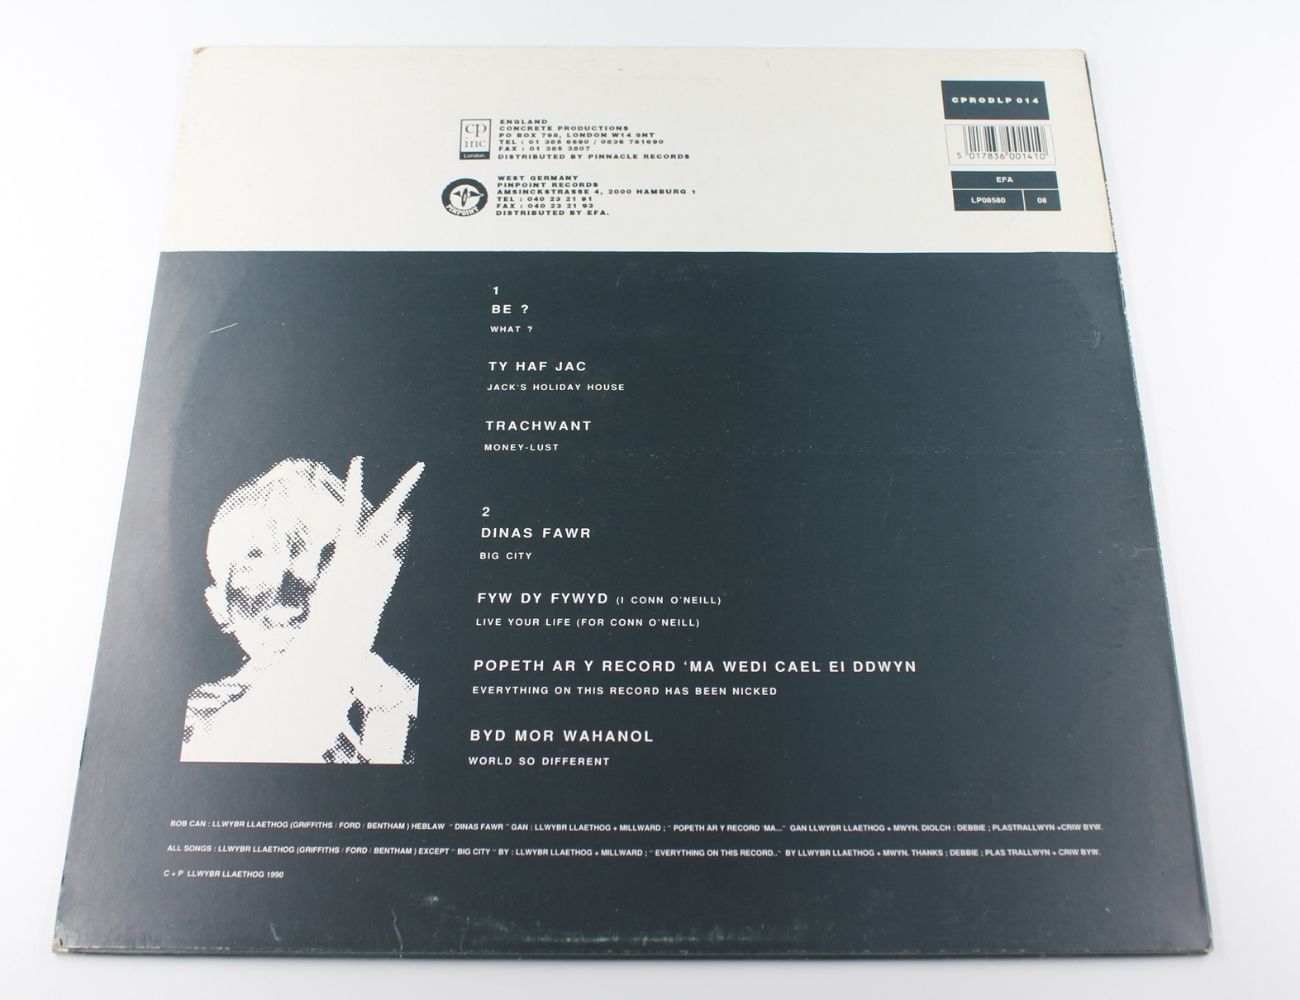 CPRODLP 014
cp
inc
London
ENGLAND
CONCRETE PRODUCTIONS
PO BOX 798, LONDON W14 9NT
TEL : 01 385 6690 / 0836 761690
FAX : 01 385 3807
DISTRIBUTED BY PINNACLE RECORDS
5 017836 001410
PINPOINT
WEST GERMANY
PINPOINT RECORDS
AMSINCKSTRASSE 4, 2000 HAMBURG 1
TEL : 040 23 21 91
FAX : 040 23 21 93
DISTRIBUTED BY EFA.
EFA
LP08580 08
1
BE ?
WHAT ?
TY HAF JAC
JACK'S HOLIDAY HOUSE
TRACHWANT
MONEY-LUST
2
DINAS FAWR
BIG CITY
FYW DY FYWYD (I CONN O'NEILL)
LIVE YOUR LIFE (FOR CONN O'NEILL)
POPETH AR Y RECORD 'MA WEDI CAEL EI DDWYN
EVERYTHING ON THIS RECORD HAS BEEN NICKED
BYD MOR WAHANOL
WORLD SO DIFFERENT
BOB CAN : LLWYBR LLAETHOG (GRIFFITHS / FORD / BENTHAM ) HEBLAW " DINAS FAWR " GAN : LLWYBR LLAETHOG + MILLWARD ; " POPETH AR Y RECORD 'MA..." GAN LLWYBR LLAETHOG + MWYN. DIOLCH : DEBBIE ; PLASTRALLWYN +CRIW BYW.
ALL SONGS : LLWYBR LLAETHOG (GRIFFITHS / FORD / BENTHAM ) EXCEPT " BIG CITY " BY : LLWYBR LLAETHOG + MILLWARD ; " EVERYTHING ON THIS RECORD.." BY LLWYBR LLAETHOG + MWYN. THANKS ; DEBBIE ; PLAS TRALLWYN + CRIW BYW.
C + P LLWYBR LLAETHOG 1990